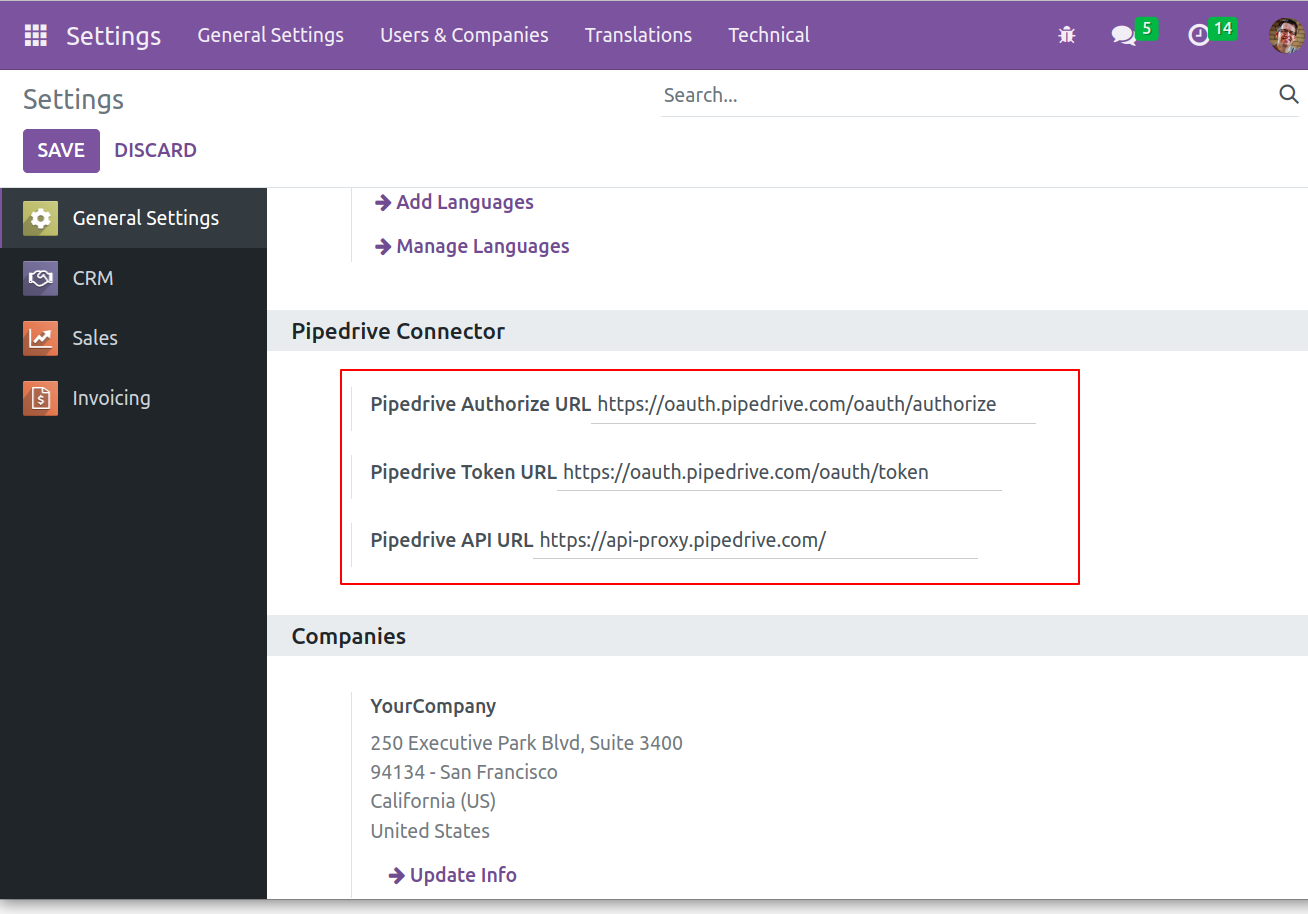 Settings General Settings Users & Companies Translations Technical 5 14
Settings
Search...
SAVE DISCARD
General Settings
CRM
Sales
Invoicing
Add Languages
Manage Languages
Pipedrive Connector
Pipedrive Authorize URL https://oauth.pipedrive.com/oauth/authorize
Pipedrive Token URL https://oauth.pipedrive.com/oauth/token
Pipedrive API URL https://api-proxy.pipedrive.com/
Companies
YourCompany
250 Executive Park Blvd, Suite 3400
94134 - San Francisco
California (US)
United States
Update Info